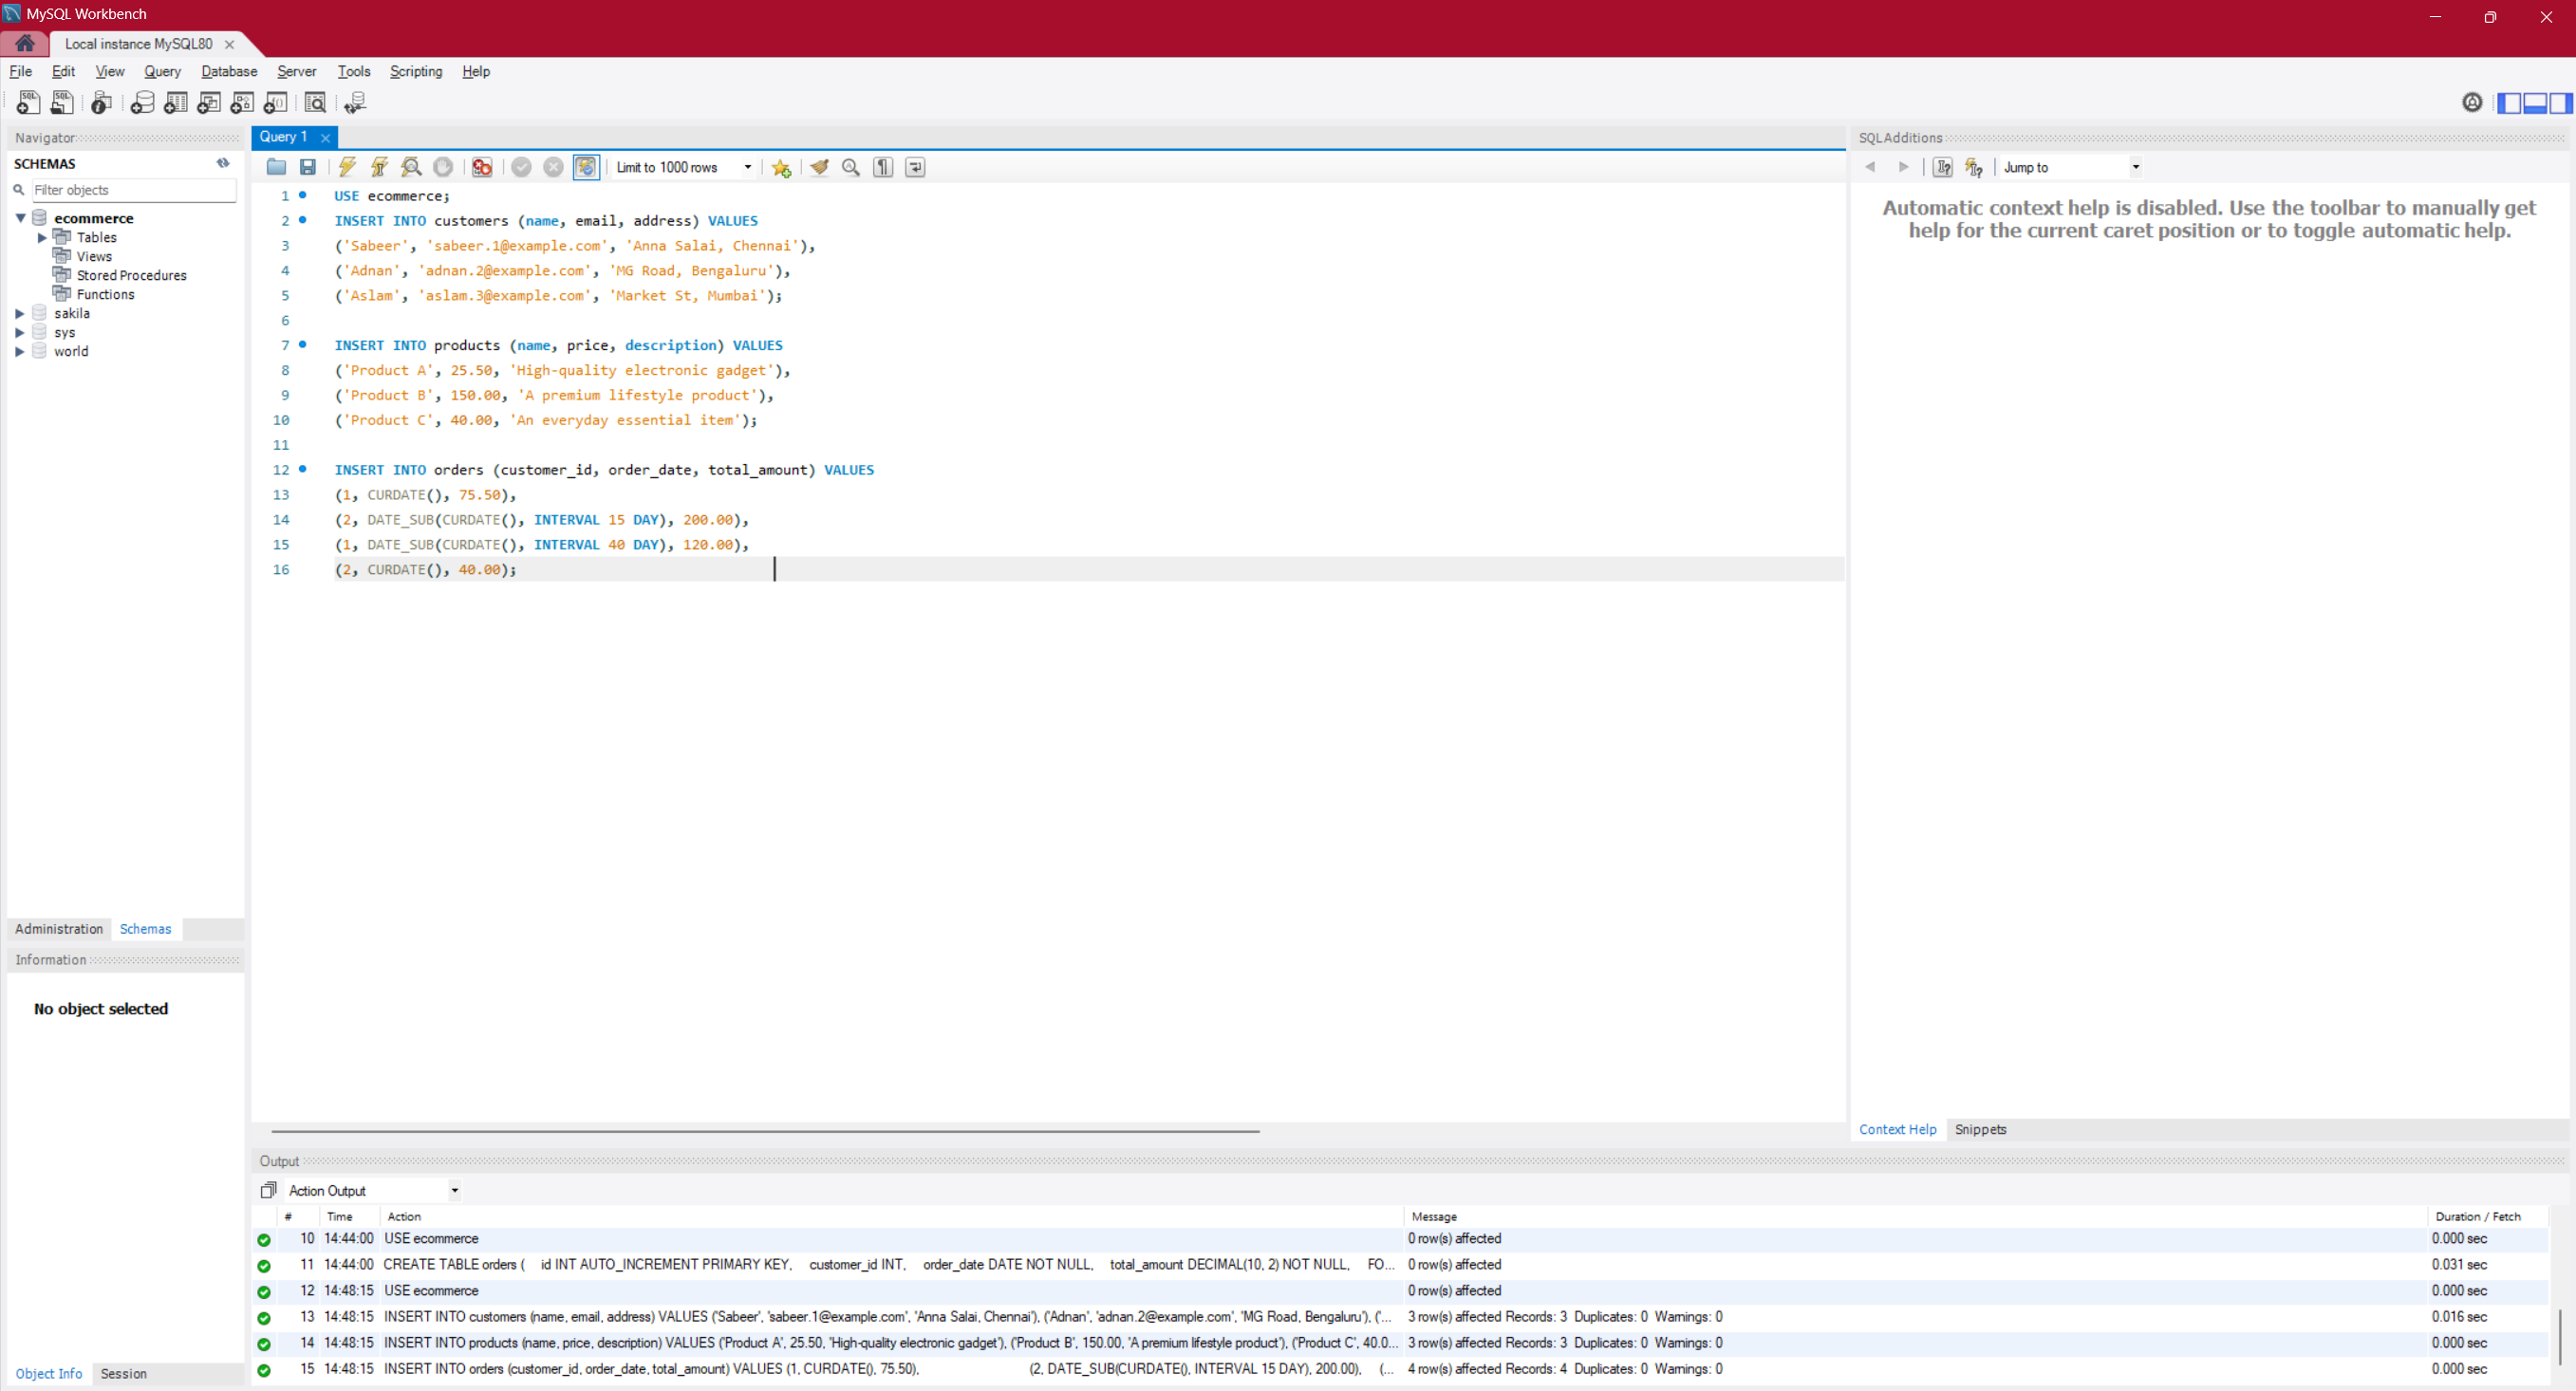 MySQL Workbench
Local instance MySQL80
File Edit View Query Database Server Tools Scripting Help
Navigator
SCHEMAS
Filter objects
ecommerce
Tables
Views
Stored Procedures
Functions
sakila
sys
world
Administration Schemas
Information
No object selected
Object Info Session
Query 1
Limit to 1000 rows
1 USE ecommerce;
2 INSERT INTO customers (name, email, address) VALUES
3 ('Sabeer', 'sabeer.1@example.com', 'Anna Salai, Chennai'),
4 ('Adnan', 'adnan.2@example.com', 'MG Road, Bengaluru'),
5 ('Aslam', 'aslam.3@example.com', 'Market St, Mumbai');
6
7 INSERT INTO products (name, price, description) VALUES
8 ('Product A', 25.50, 'High-quality electronic gadget'),
9 ('Product B', 150.00, 'A premium lifestyle product'),
10 ('Product C', 40.00, 'An everyday essential item');
11
12 INSERT INTO orders (customer_id, order_date, total_amount) VALUES
13 (1, CURDATE(), 75.50),
14 (2, DATE_SUB(CURDATE(), INTERVAL 15 DAY), 200.00),
15 (1, DATE_SUB(CURDATE(), INTERVAL 40 DAY), 120.00),
16 (2, CURDATE(), 40.00);
SQLAdditions
Jump to
Automatic context help is disabled. Use the toolbar to manually get
help for the current caret position or to toggle automatic help.
Context Help Snippets
Output
Action Output
# Time Action Message Duration / Fetch
10 14:44:00 USE ecommerce 0 row(s) affected 0.000 sec
11 14:44:00 CREATE TABLE orders ( id INT AUTO_INCREMENT PRIMARY KEY, customer_id INT, order_date DATE NOT NULL, total_amount DECIMAL(10, 2) NOT NULL, FO... 0 row(s) affected 0.031 sec
12 14:48:15 USE ecommerce 0 row(s) affected 0.000 sec
13 14:48:15 INSERT INTO customers (name, email, address) VALUES ('Sabeer', 'sabeer.1@example.com', 'Anna Salai, Chennai'), ('Adnan', 'adnan.2@example.com', 'MG Road, Bengaluru'), ('... 3 row(s) affected Records: 3 Duplicates: 0 Warnings: 0 0.016 sec
14 14:48:15 INSERT INTO products (name, price, description) VALUES ('Product A', 25.50, 'High-quality electronic gadget'), ('Product B', 150.00, 'A premium lifestyle product'), ('Product C', 40.0... 3 row(s) affected Records: 3 Duplicates: 0 Warnings: 0 0.000 sec
15 14:48:15 INSERT INTO orders (customer_id, order_date, total_amount) VALUES (1, CURDATE(), 75.50), (2, DATE_SUB(CURDATE(), INTERVAL 15 DAY), 200.00), (... 4 row(s) affected Records: 4 Duplicates: 0 Warnings: 0 0.000 sec